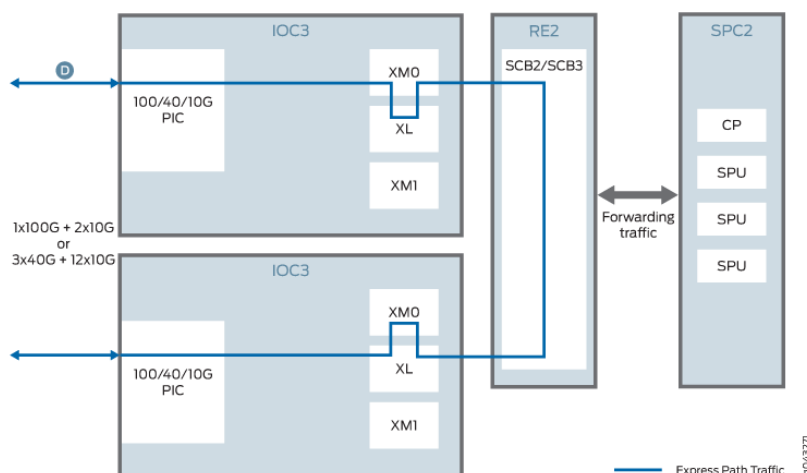 IOC3
RE2
SPC2
D
100/40/10G
PIC
XM0
XL
XM1
SCB2/SCB3
CP
SPU
SPU
SPU
Forwarding
traffic
1x100G + 2x10G
or
3x40G + 12x10G
IOC3
100/40/10G
PIC
XM0
XL
XM1
Express Path Traffic